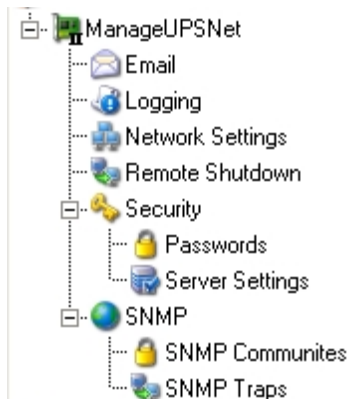 ManageUPSNet
Email
Logging
Network Settings
Remote Shutdown
Security
Passwords
Server Settings
SNMP
SNMP Communites
SNMP Traps